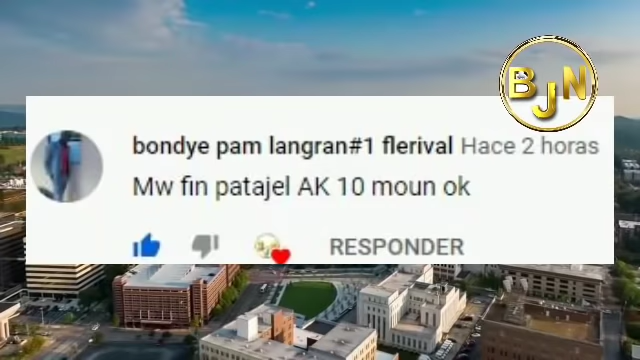 BJN
bondye pam langran#1 flerival Hace 2 horas
Mw fin patajel AK 10 moun ok
RESPONDER